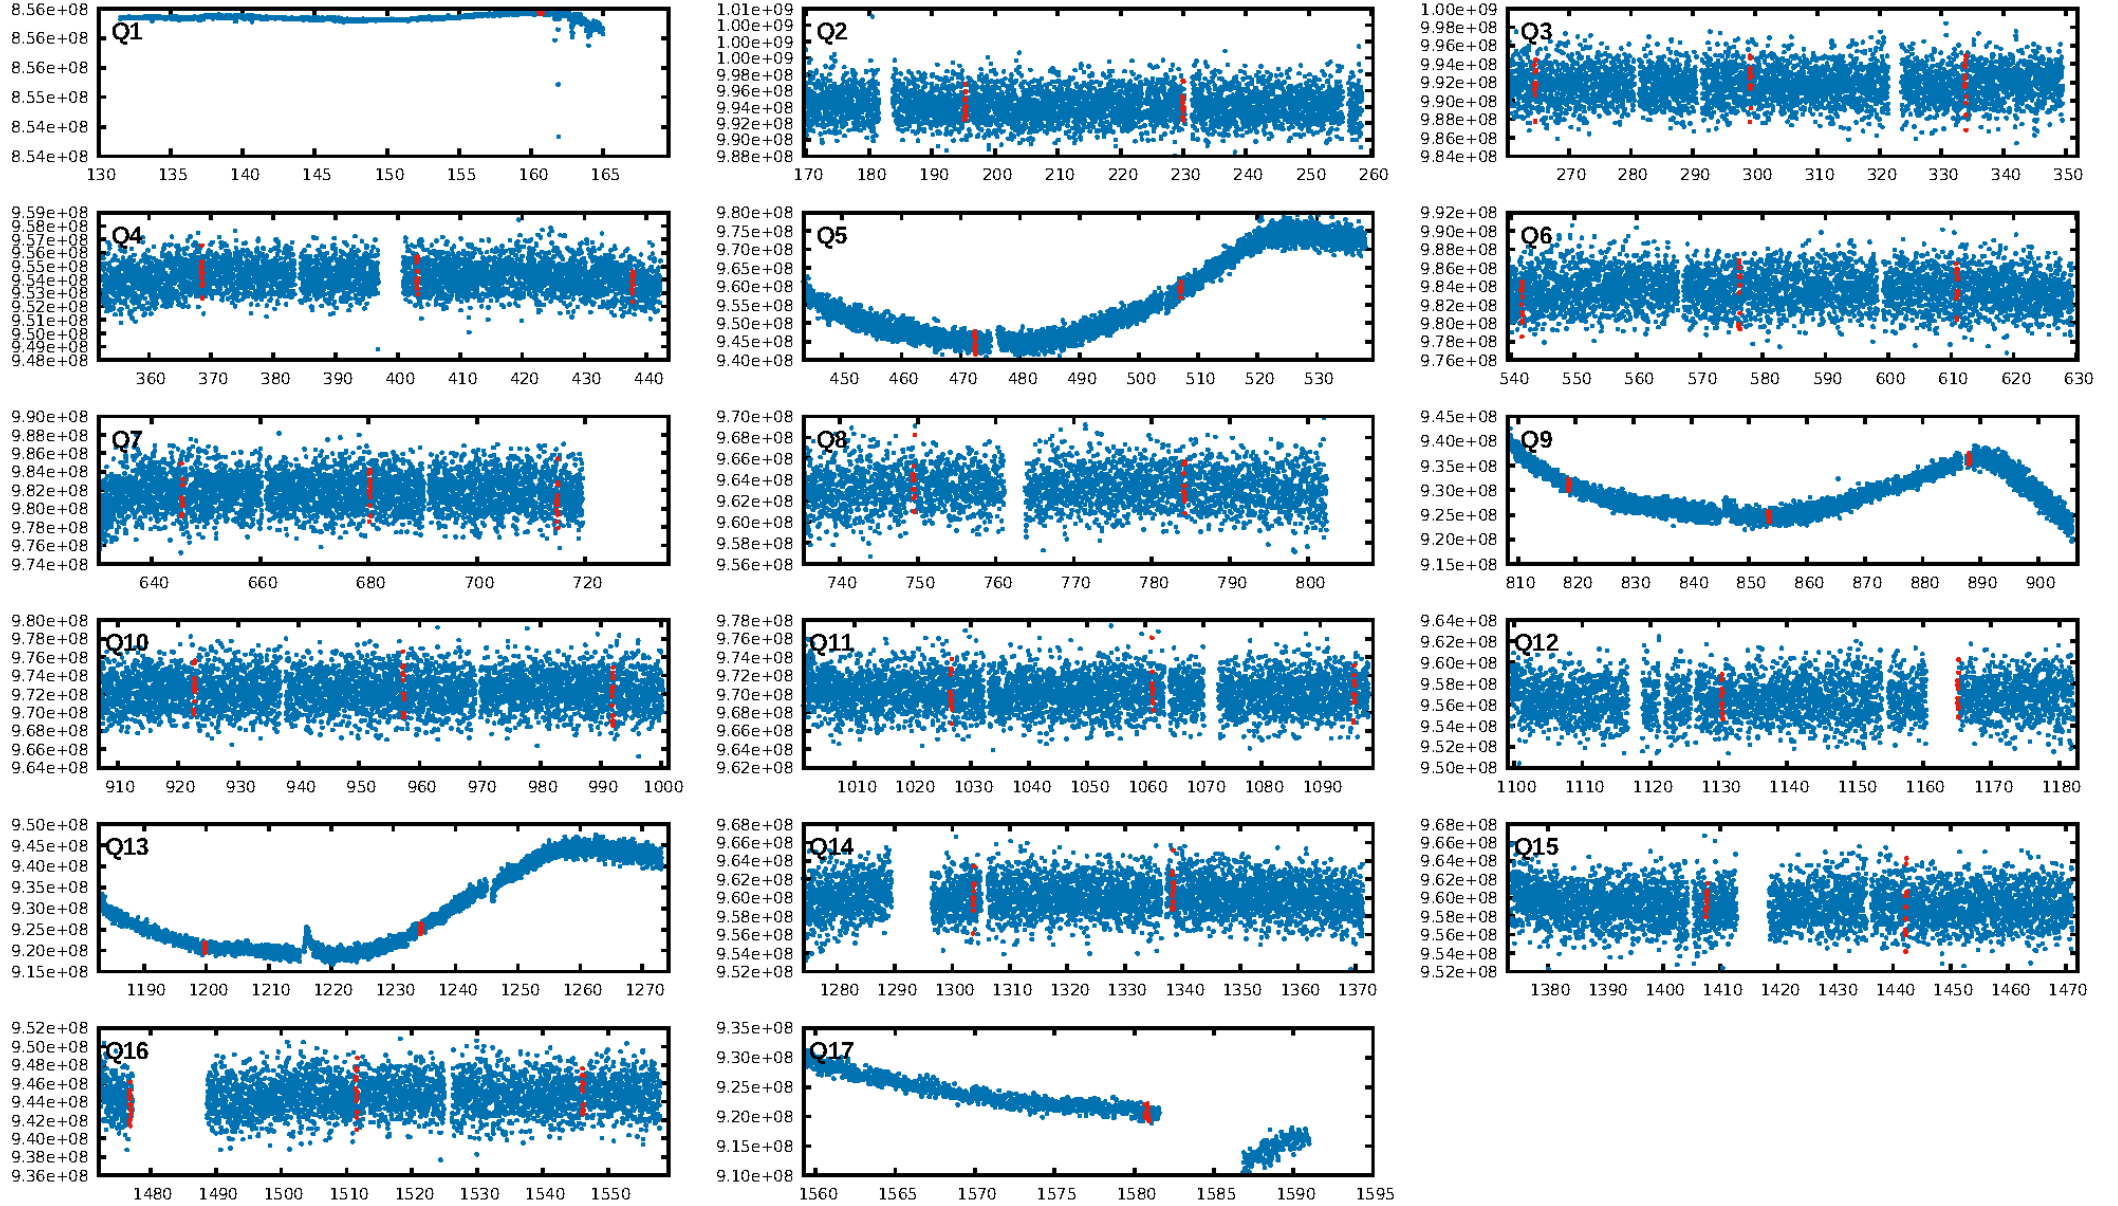 Q1
8.56e+08
8.56e+08
8.56e+08
8.55e+08
8.54e+08
8.54e+08
130 135 140 145 150 155 160 165
Q2
1.01e+09
1.00e+09
1.00e+09
1.00e+09
9.98e+08
9.96e+08
9.94e+08
9.92e+08
9.90e+08
9.88e+08
170 180 190 200 210 220 230 240 250 260
Q3
1.00e+09
9.98e+08
9.96e+08
9.94e+08
9.92e+08
9.90e+08
9.88e+08
9.86e+08
9.84e+08
270 280 290 300 310 320 330 340 350
Q4
9.59e+08
9.57e+08
9.56e+08
9.55e+08
9.54e+08
9.53e+08
9.52e+08
9.51e+08
9.50e+08
9.49e+08
9.48e+08
360 370 380 390 400 410 420 430 440
Q5
9.80e+08
9.75e+08
9.70e+08
9.65e+08
9.60e+08
9.55e+08
9.50e+08
9.45e+08
9.40e+08
450 460 470 480 490 500 510 520 530
Q6
9.92e+08
9.90e+08
9.88e+08
9.86e+08
9.84e+08
9.82e+08
9.80e+08
9.78e+08
9.76e+08
540 550 560 570 580 590 600 610 620 630
Q7
9.90e+08
9.88e+08
9.86e+08
9.84e+08
9.82e+08
9.80e+08
9.78e+08
9.76e+08
9.74e+08
640 660 680 700 720
Q8
9.70e+08
9.68e+08
9.66e+08
9.64e+08
9.62e+08
9.60e+08
9.58e+08
9.56e+08
740 750 760 770 780 790 800
Q9
9.45e+08
9.40e+08
9.35e+08
9.30e+08
9.25e+08
9.20e+08
9.15e+08
810 820 830 840 850 860 870 880 890 900
Q10
9.80e+08
9.78e+08
9.76e+08
9.74e+08
9.72e+08
9.70e+08
9.68e+08
9.66e+08
9.64e+08
910 920 930 940 950 960 970 980 990 1000
Q11
9.78e+08
9.76e+08
9.74e+08
9.72e+08
9.70e+08
9.68e+08
9.66e+08
9.64e+08
9.62e+08
1010 1020 1030 1040 1050 1060 1070 1080 1090
Q12
9.64e+08
9.62e+08
9.60e+08
9.58e+08
9.56e+08
9.54e+08
9.52e+08
9.50e+08
1100 1110 1120 1130 1140 1150 1160 1170 1180
Q13
9.50e+08
9.45e+08
9.40e+08
9.35e+08
9.30e+08
9.25e+08
9.20e+08
9.15e+08
1190 1200 1210 1220 1230 1240 1250 1260 1270
Q14
9.68e+08
9.66e+08
9.64e+08
9.62e+08
9.60e+08
9.58e+08
9.56e+08
9.54e+08
9.52e+08
1280 1290 1300 1310 1320 1330 1340 1350 1360 1370
Q15
9.68e+08
9.66e+08
9.64e+08
9.62e+08
9.60e+08
9.58e+08
9.56e+08
9.54e+08
9.52e+08
1380 1390 1400 1410 1420 1430 1440 1450 1460 1470
Q16
9.52e+08
9.50e+08
9.48e+08
9.46e+08
9.44e+08
9.42e+08
9.40e+08
9.38e+08
9.36e+08
1480 1490 1500 1510 1520 1530 1540 1550
Q17
9.35e+08
9.30e+08
9.25e+08
9.20e+08
9.15e+08
9.10e+08
1560 1565 1570 1575 1580 1585 1590 1595